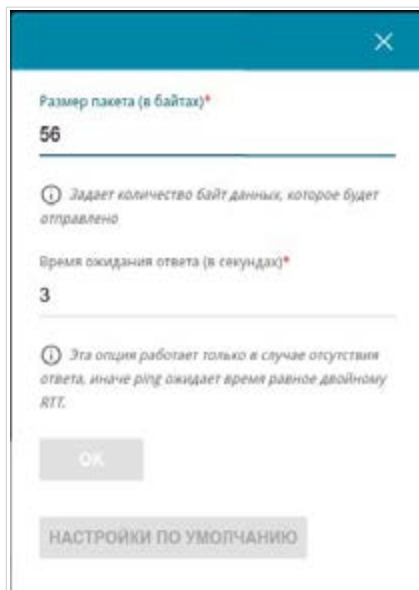 Размер пакета (в байтах)*
56
Задает количество байт данных, которое будет
отправлено
Время ожидания ответа (в секундах)*
3
Эта опция работает только в случае отсутствия
ответа, иначе ping ожидает время равное двойному
RTT.
OK
НАСТРОЙКИ ПО УМОЛЧАНИЮ